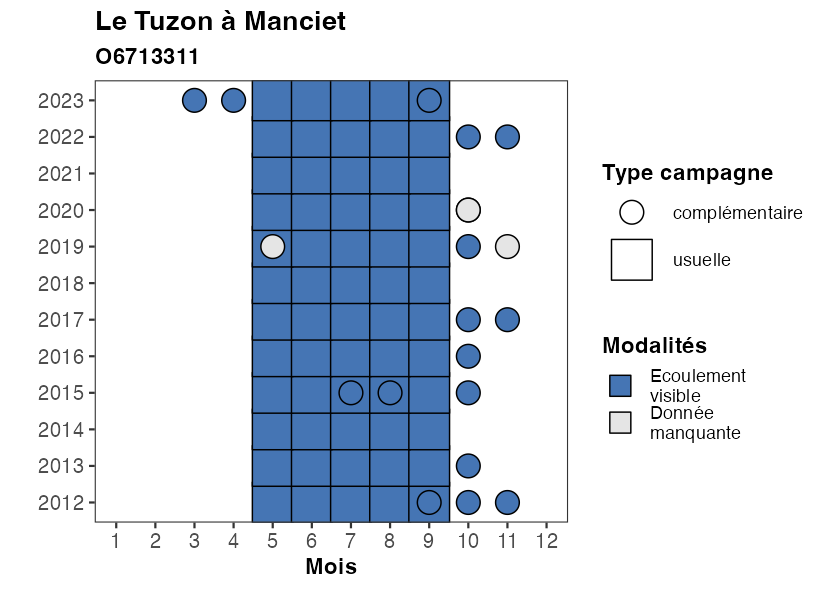 Le Tuzon à Manciet
O6713311
2023
2022
2021
2020
2019
2018
2017
2016
2015
2014
2013
2012
1 2 3 4 5 6 7 8 9 10 11 12
Mois
Type campagne
complémentaire
usuelle
Modalités
Ecoulement
visible
Donnée
manquante